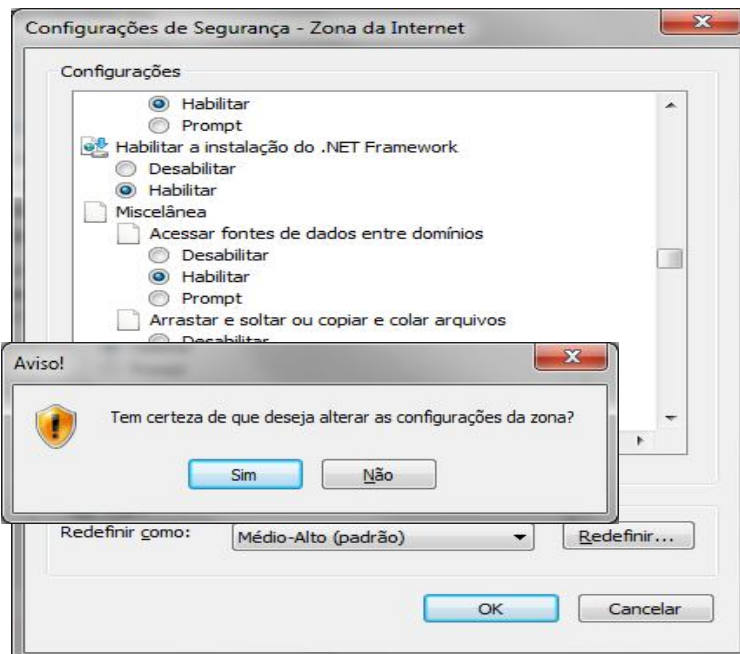 Configurações de Segurança - Zona da Internet
Configurações
Habilitar
Prompt
Habilitar a instalação do .NET Framework
Desabilitar
Habilitar
Miscelânea
Acessar fontes de dados entre domínios
Desabilitar
Habilitar
Prompt
Arrastar e soltar ou copiar e colar arquivos
Desabilitar
Aviso!
Tem certeza de que deseja alterar as configurações da zona?
Sim Não
Redefinir como: Médio-Alto (padrão) Redefinir...
OK Cancelar